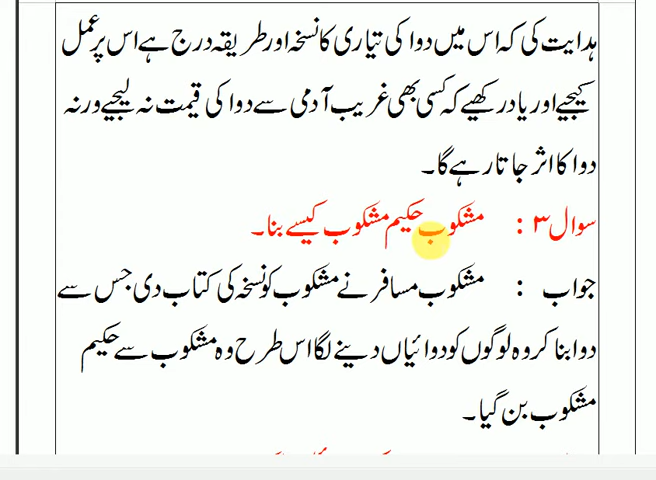 ہدایت کی کہ اس میں دوا کی تیاری کا نسخہ اور طریقہ درج ہے اس پر عمل
کیجیے اور یاد رکھیے کہ کسی بھی غریب آدمی سے دوا کی قیمت نہ لیجیے ورنہ
دوا کا اثر جاتا رہے گا۔
سوال ۳ : مشکوب حکیم مشکوب کیسے بنا۔
جواب : مشکوب مسافر نے مشکوب کو نسخہ کی کتاب دی جس سے
دوا بنا کر وہ لوگوں کو دوائیاں دینے لگا اس طرح وہ مشکوب سے حکیم
مشکوب بن گیا۔